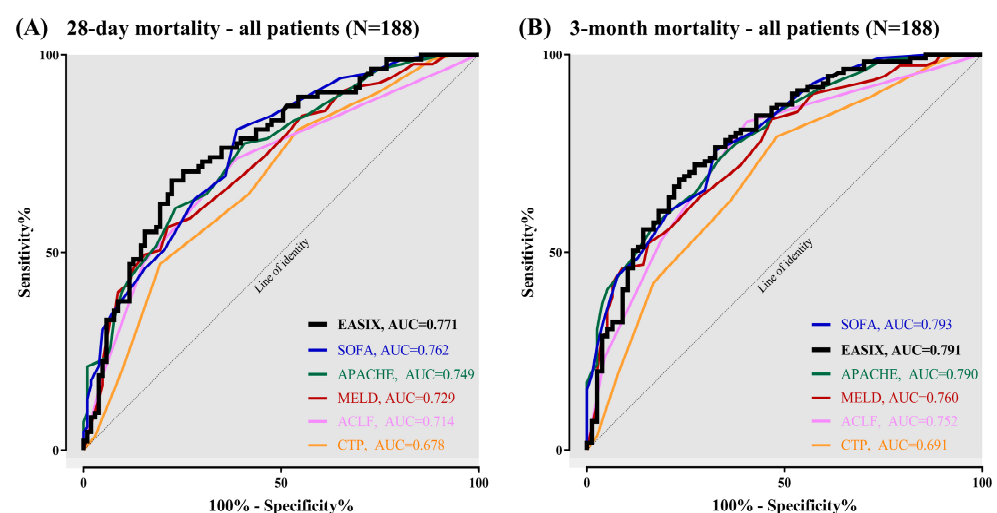 (A) 28-day mortality - all patients (N=188)
100
50
0
Sensitivity%
Line of identity
EASIX, AUC=0.771
SOFA, AUC=0.762
APACHE, AUC=0.749
MELD, AUC=0.729
ACLF, AUC=0.714
CTP, AUC=0.678
0 50 100
100% - Specificity%
(B) 3-month mortality - all patients (N=188)
100
50
0
Sensitivity%
Line of identity
SOFA, AUC=0.793
EASIX, AUC=0.791
APACHE, AUC=0.790
MELD, AUC=0.760
ACLF, AUC=0.752
CTP, AUC=0.691
0 50 100
100% - Specificity%